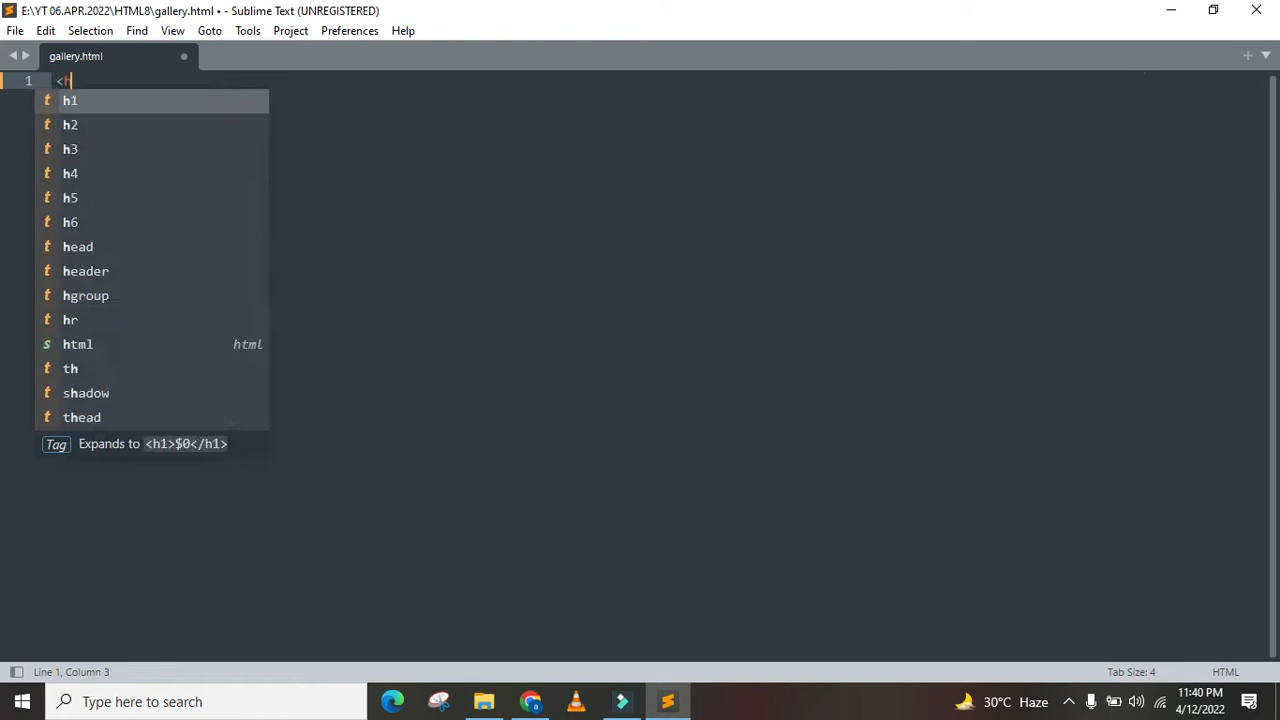 E:\YT 06.APR.2022\HTML8\gallery.html • - Sublime Text (UNREGISTERED)
File Edit Selection Find View Goto Tools Project Preferences Help
gallery.html
1 <h
t h1
t h2
t h3
t h4
t h5
t h6
t head
t header
t hgroup
t hr
s html html
t th
t shadow
t thead
Tag Expands to <h1>$0</h1>
Line 1, Column 3 Tab Size: 4 HTML
Type here to search 30°C Haze 11:40 PM
4/12/2022